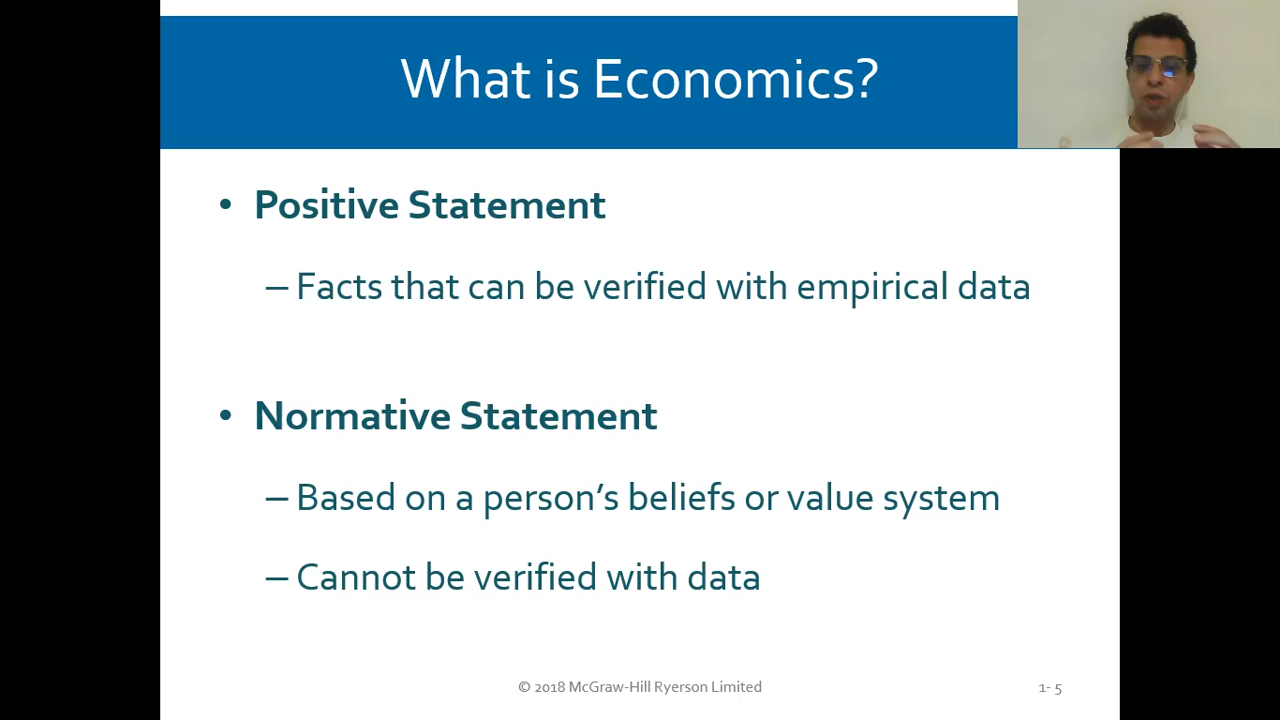 What is Economics?
• Positive Statement
– Facts that can be verified with empirical data
• Normative Statement
– Based on a person’s beliefs or value system
– Cannot be verified with data
© 2018 McGraw-Hill Ryerson Limited
1- 5